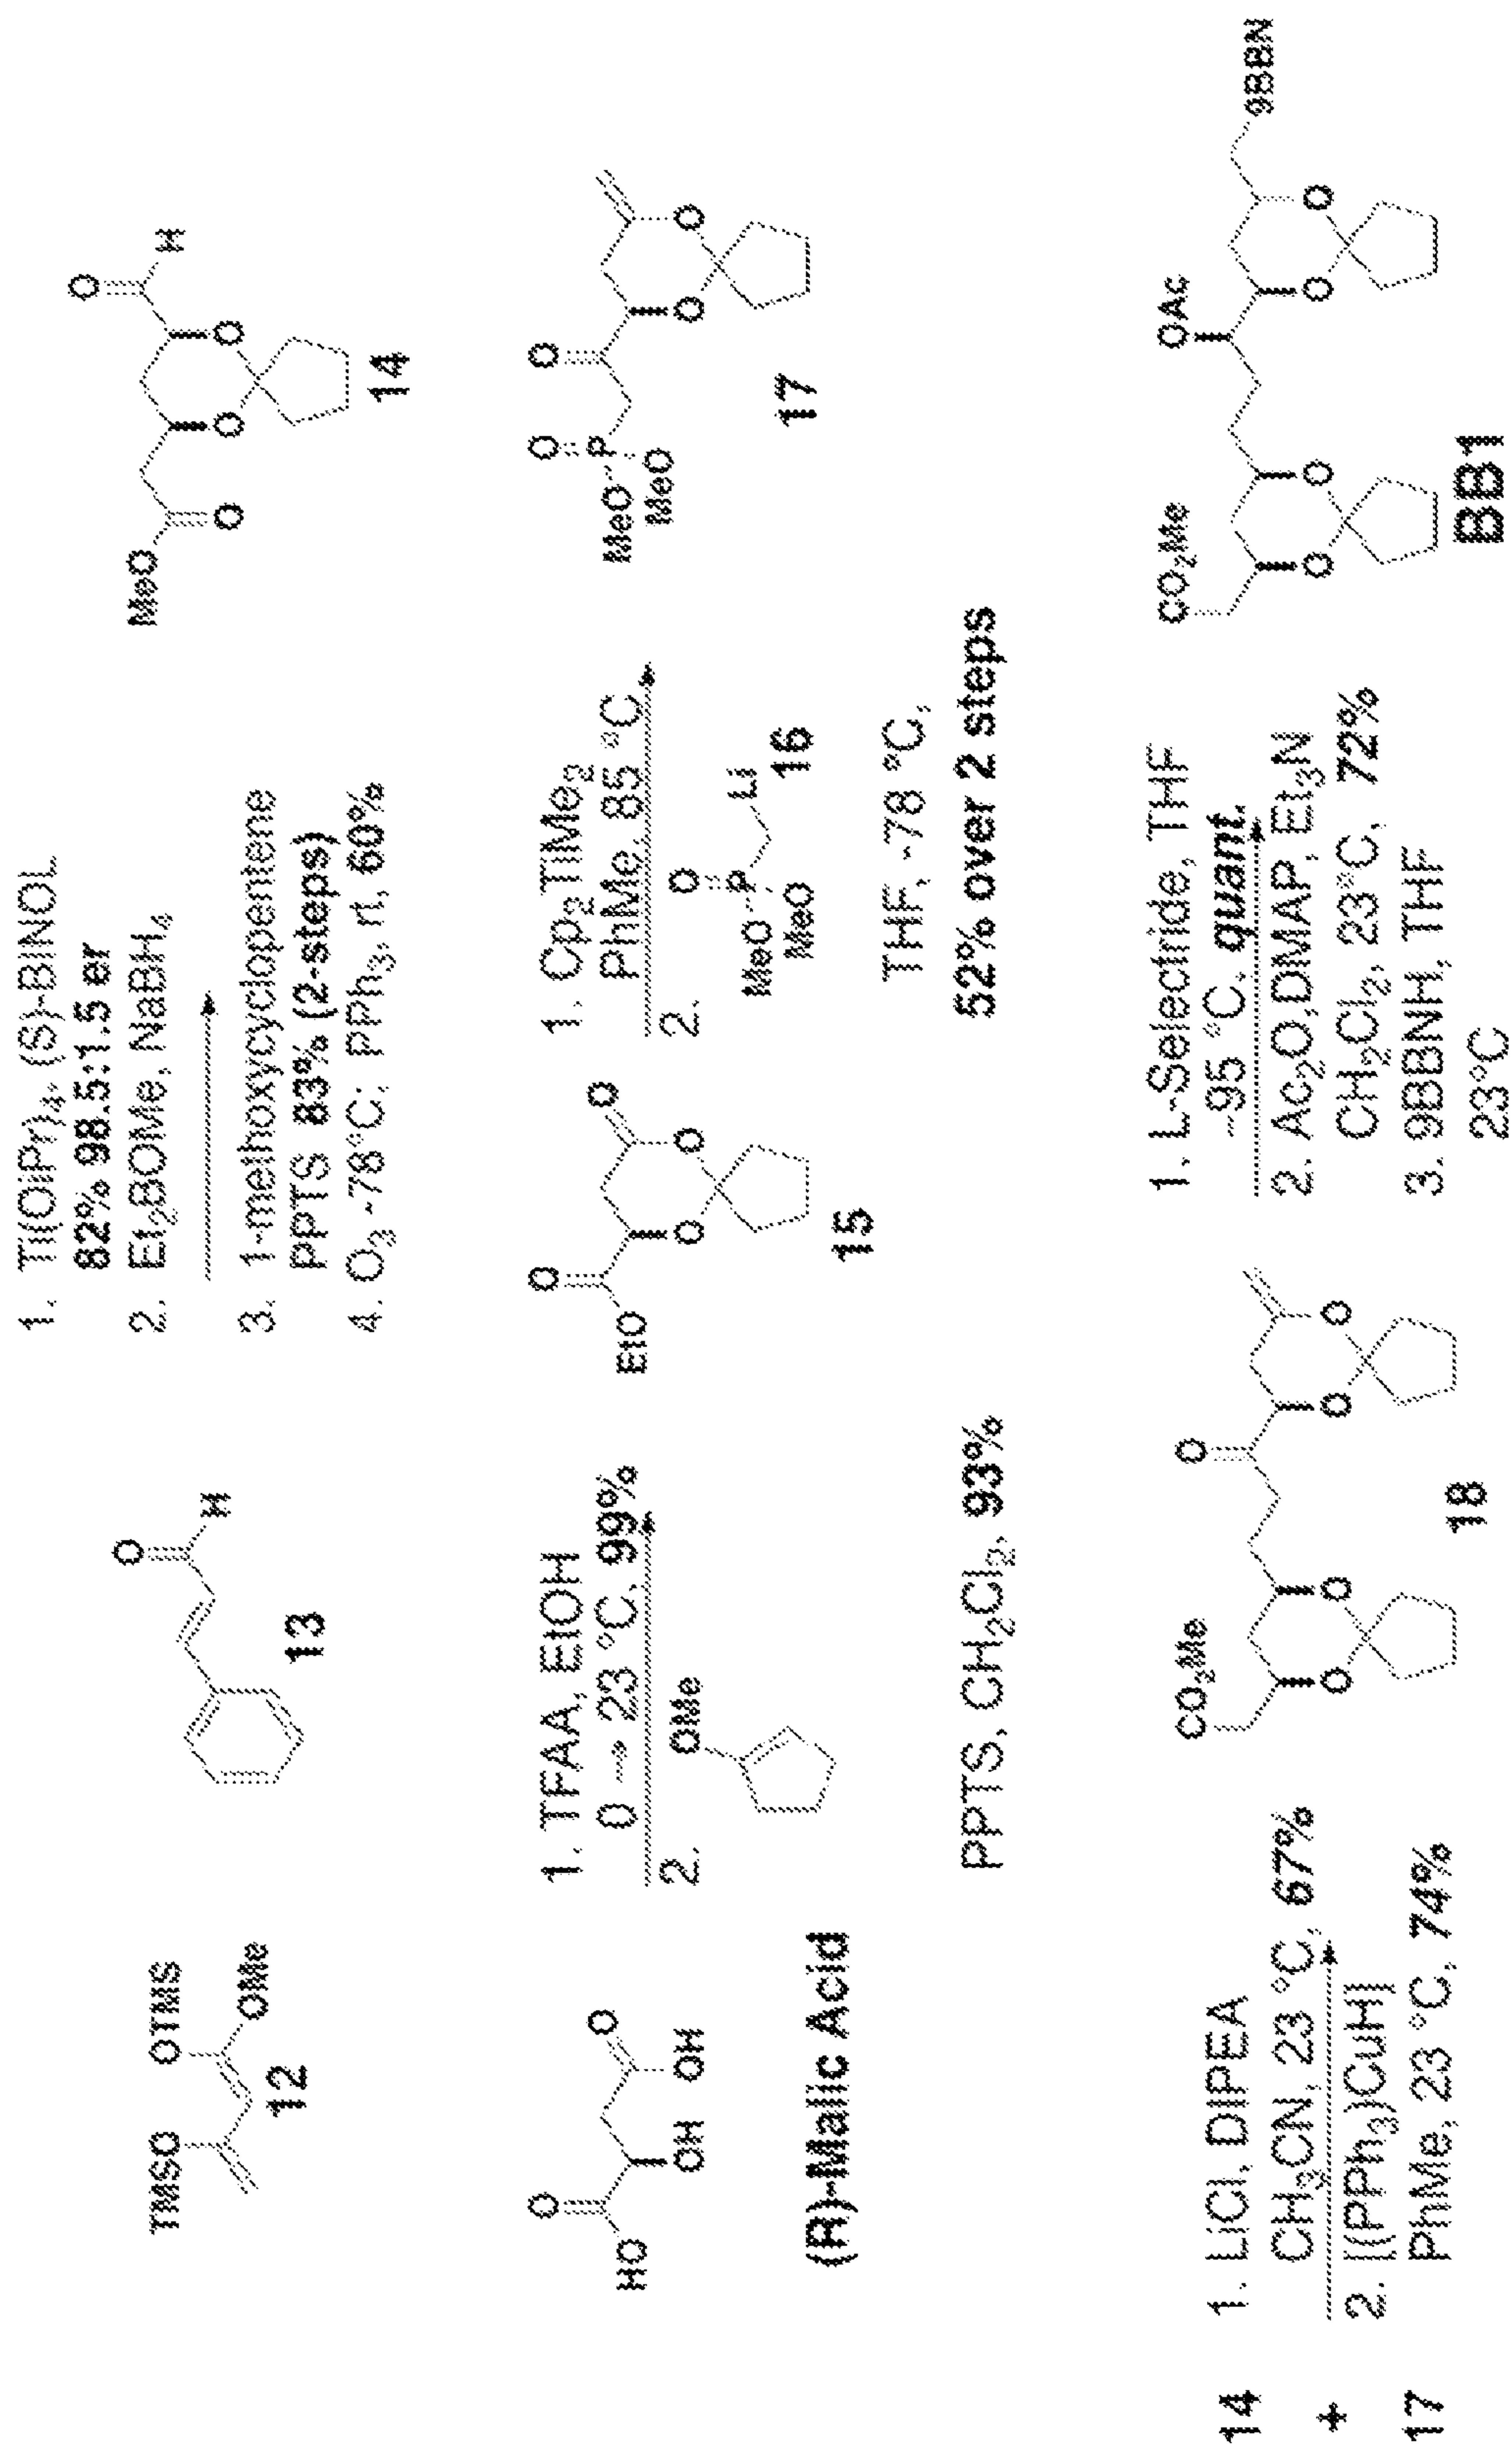 TMSO OTMS
OMe
12
O
H
13
1. Ti(OiPr)₄, (S)-BINOL
82% 98.5:1.5 er
2. Et₂BOMe, NaBH₄
3. 1-methoxycyclopentene
PPTS 83% (2-steps)
4. O₃ -78°C; PPh₃, rt, 60%
MeO
O
O O
O
H
14
O O
HO
OH OH
(R)-Malic Acid
1. TFAA, EtOH
0 → 23 °C, 99%
2.
OMe
PPTS, CH₂Cl₂, 93%
O O
EtO
O O
15
1. Cp₂TiMe₂
PhMe, 85 °C
2.
O
P Li
MeO
MeO
16
THF, -78 °C,
52% over 2 steps
O O
P
MeO
MeO
O O
17
14
+
17
1. LiCl, DIPEA
CH₃CN, 23 °C, 67%
2. [(PPh₃)CuH]
PhMe, 23 °C, 74%
CO₂Me
O
O O
O O
18
1. L-Selectride, THF
-95 °C, quant.
2. Ac₂O,DMAP, Et₃N
CH₂Cl₂, 23°C, 72%
3. 9BBNH, THF
23°C
CO₂Me
OAc
9BBN
O O
O O
BB1